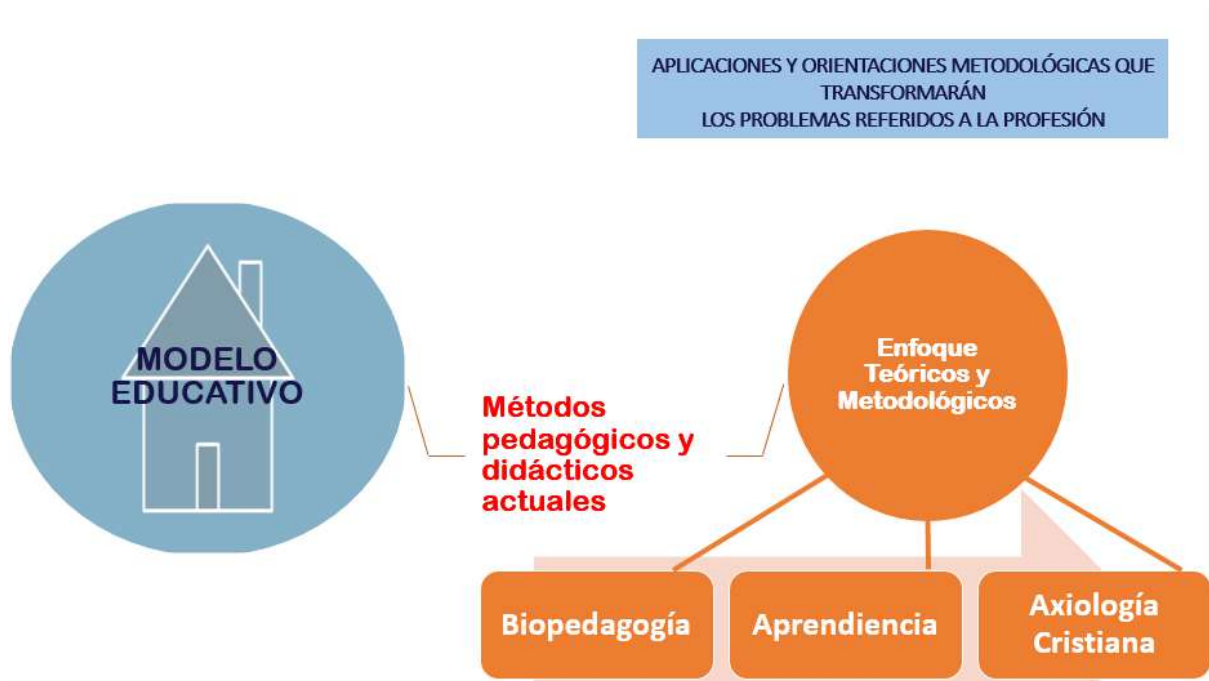 APLICACIONES Y ORIENTACIONES METODOLÓGICAS QUE
TRANSFORMARÁN
LOS PROBLEMAS REFERIDOS A LA PROFESIÓN
MODELO
EDUCATIVO
Métodos
pedagógicos y
didácticos
actuales
Enfoque
Teóricos y
Metodológicos
Biopedagogía
Aprendiencia
Axiología
Cristiana